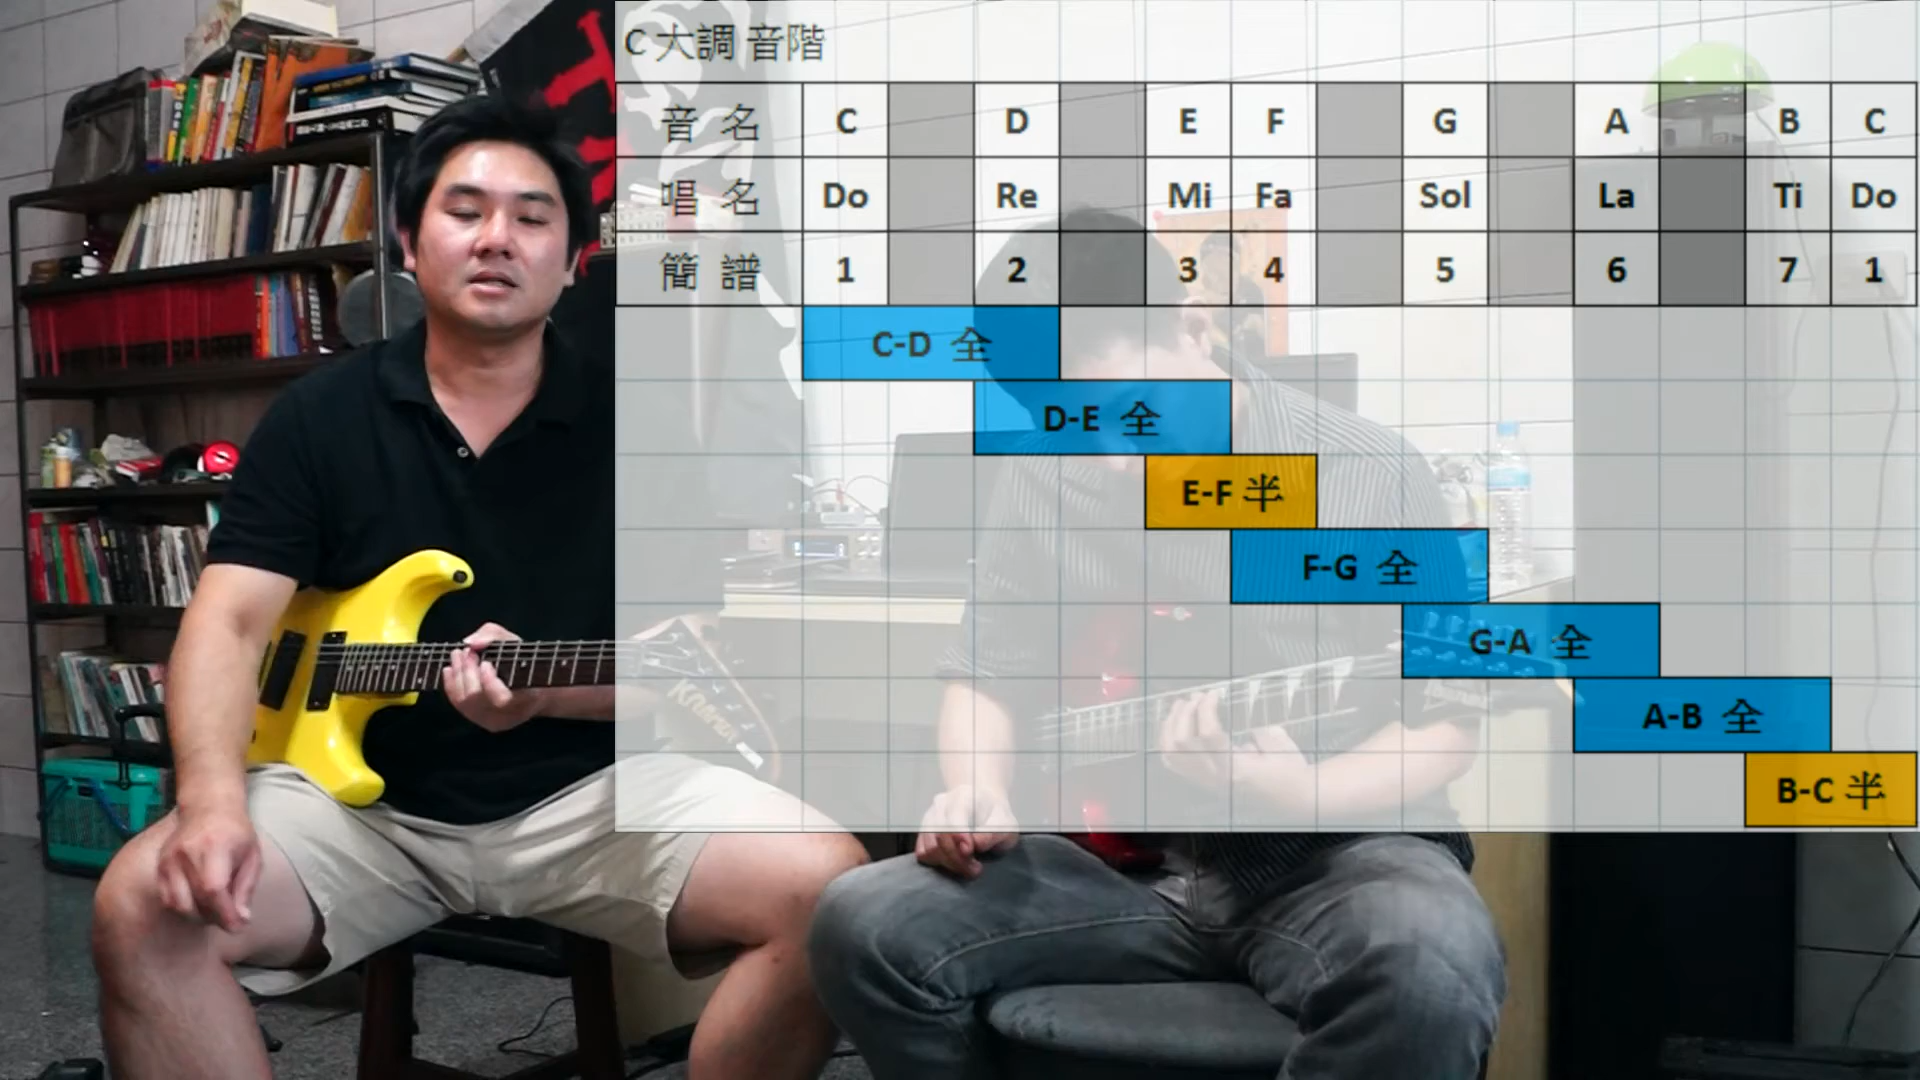 C 大調 音階
音 名 C D E F G A B C
唱 名 Do Re Mi Fa Sol La Ti Do
簡 譜 1 2 3 4 5 6 7 1
C-D 全
D-E 全
E-F 半
F-G 全
G-A 全
A-B 全
B-C 半
KRAMER